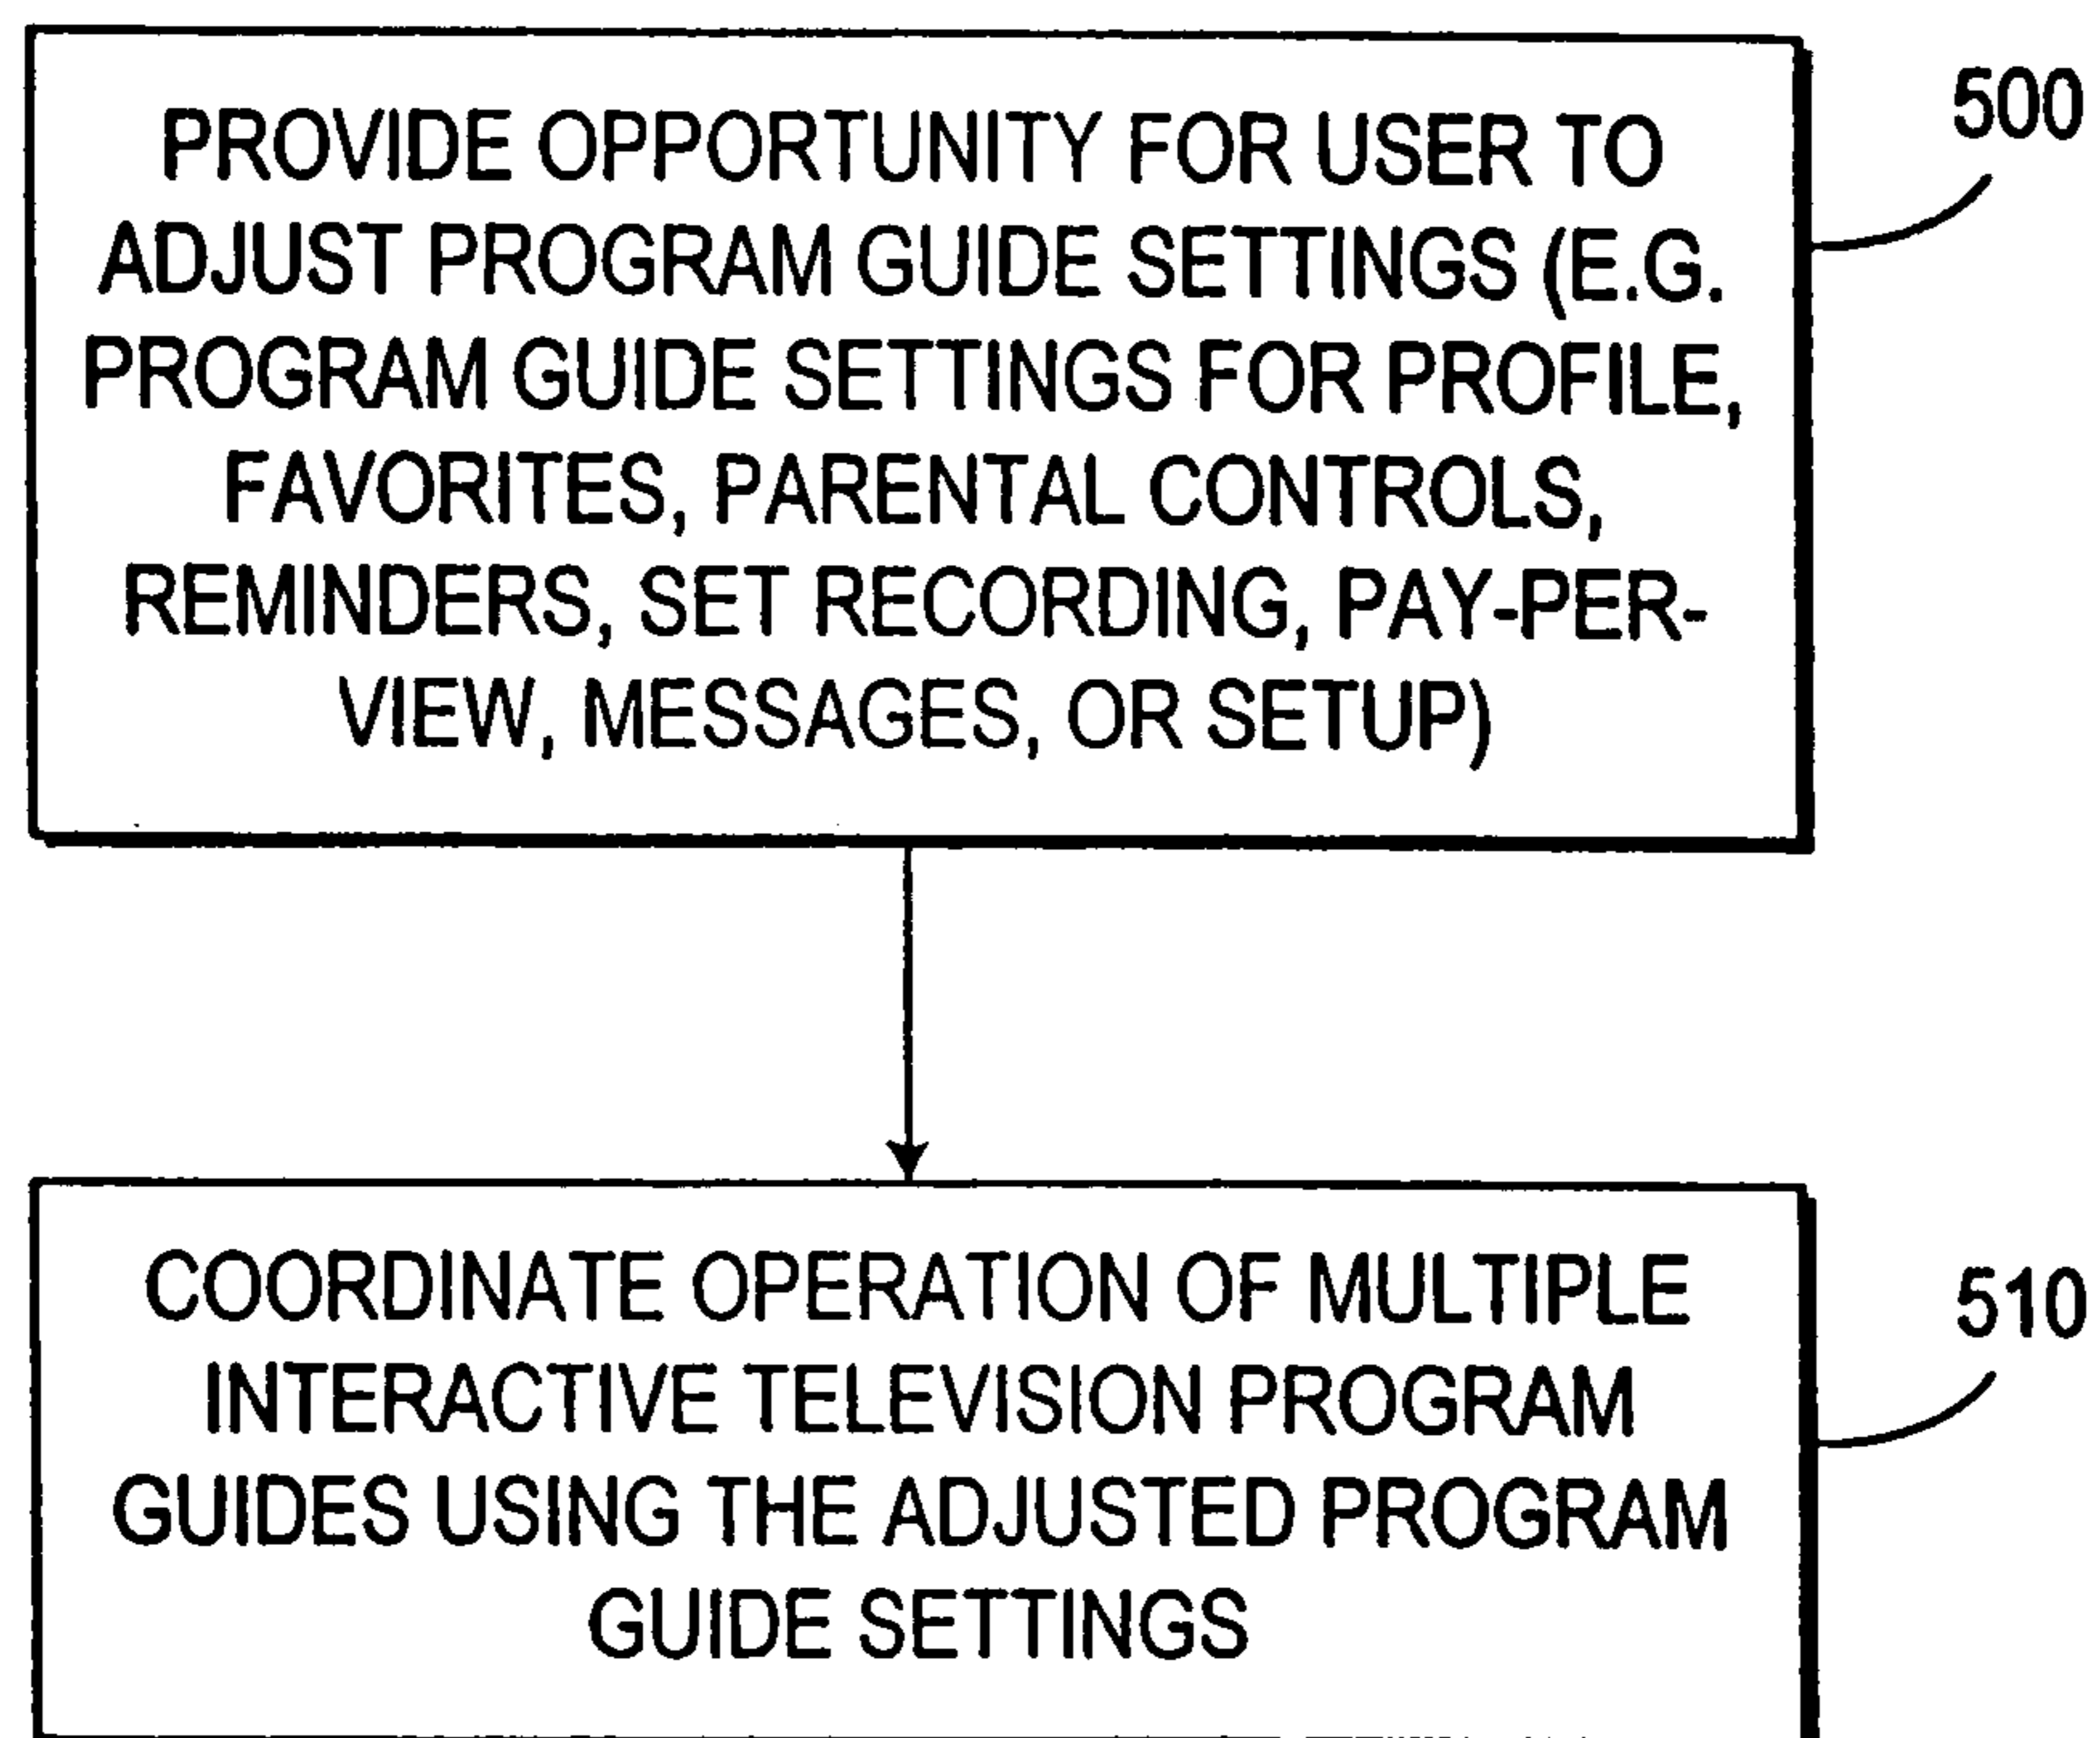 PROVIDE OPPORTUNITY FOR USER TO
ADJUST PROGRAM GUIDE SETTINGS (E.G.
PROGRAM GUIDE SETTINGS FOR PROFILE,
FAVORITES, PARENTAL CONTROLS,
REMINDERS, SET RECORDING, PAY-PER-
VIEW, MESSAGES, OR SETUP)
500
COORDINATE OPERATION OF MULTIPLE
INTERACTIVE TELEVISION PROGRAM
GUIDES USING THE ADJUSTED PROGRAM
GUIDE SETTINGS
510